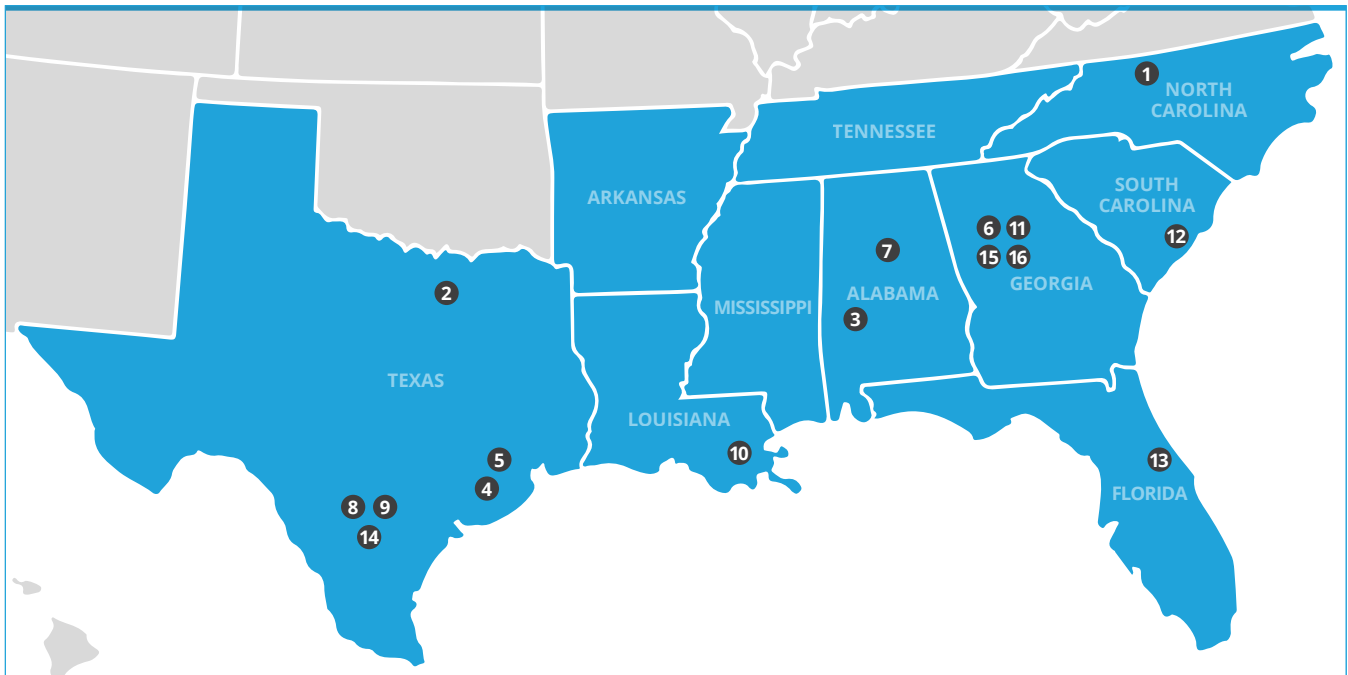 1
NORTH
CAROLINA
TENNESSEE
SOUTH
CAROLINA
ARKANSAS
6 11
12
7
15 16
GEORGIA
2
ALABAMA
MISSISSIPPI
3
TEXAS
LOUISIANA
10
5
13
4
FLORIDA
8 9
14